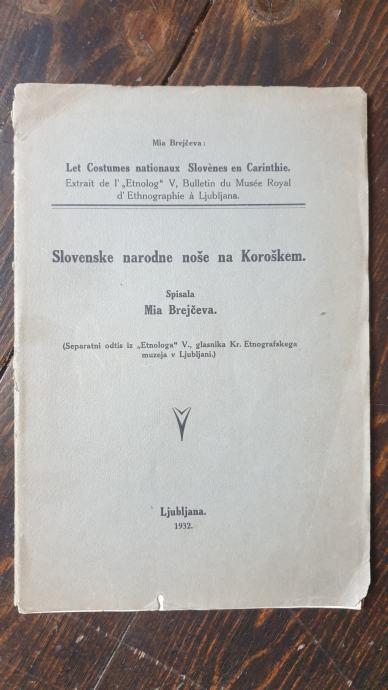 Mia Brejčeva:
Let Costumes nationaux Slovènes en Carinthie.
Extrait de l' „Etnolog“ V, Bulletin du Musée Royal
d' Ethnographie à Ljubljana.
Slovenske narodne noše na Koroškem.
Spisala
Mia Brejčeva.
(Separatni odtis iz „Etnologa“ V., glasnika Kr. Etnografskega
muzeja v Ljubljani.)
Ljubljana.
1932.